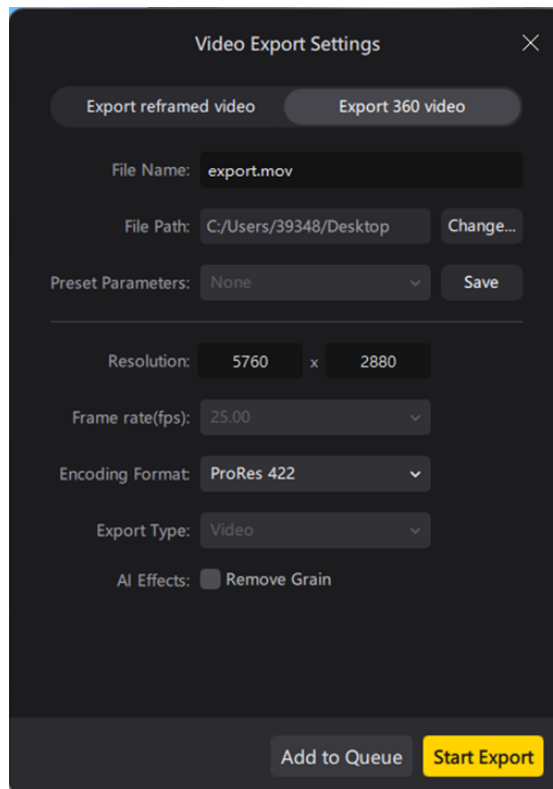 Video Export Settings
Export reframed video Export 360 video
File Name: export.mov
File Path: C:/Users/39348/Desktop Change...
Preset Parameters: None Save
Resolution: 5760 x 2880
Frame rate(fps): 25.00
Encoding Format: ProRes 422
Export Type: Video
AI Effects: Remove Grain
Add to Queue Start Export